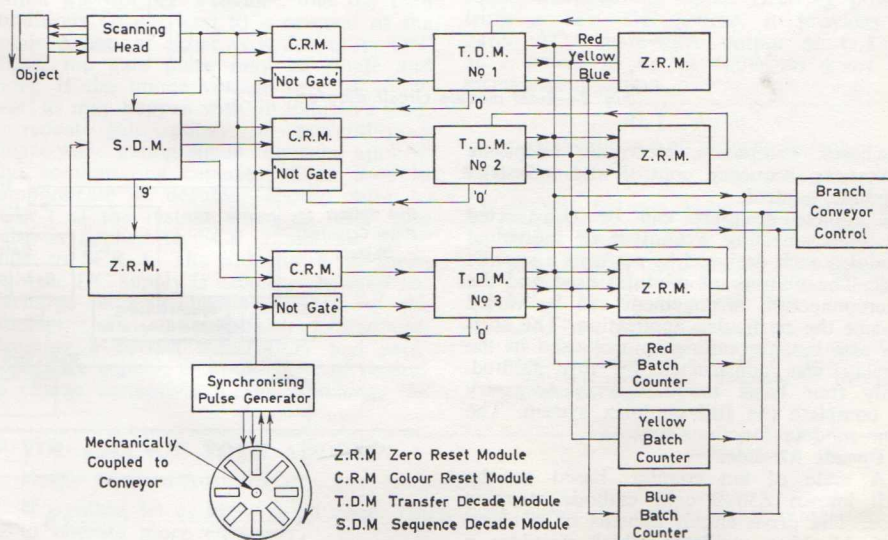 Scanning
Head
Object
C.R.M.
'Not Gate'
T.D.M.
No 1
'0'
Red
Yellow
Blue
Z.R.M.
S.D.M.
'9'
C.R.M.
'Not Gate'
T.D.M.
No 2
'0'
Z.R.M.
Branch
Conveyor
Control
Z.R.M.
C.R.M.
'Not Gate'
T.D.M.
No 3
'0'
Z.R.M.
Synchronising
Pulse Generator
Red
Batch
Counter
Mechanically
Coupled to
Conveyor
Yellow
Batch
Counter
Blue
Batch
Counter
Z.R.M Zero Reset Module
C.R.M Colour Reset Module
T.D.M Transfer Decade Module
S.D.M Sequence Decade Module